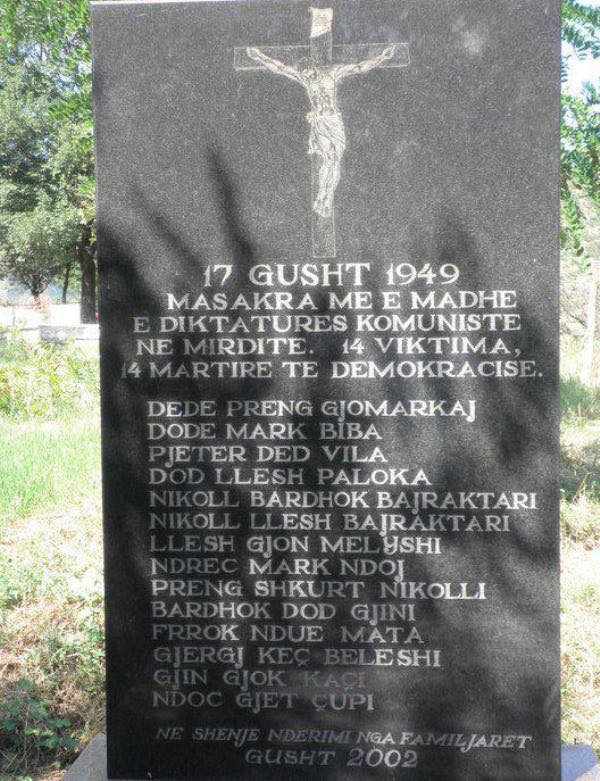 17 GUSHT 1949
MASAKRA ME E MADHE
E DIKTATURES KOMUNISTE
NE MIRDITE. 14 VIKTIMA,
14 MARTIRE TE DEMOKRACISE.
DEDE PRENG GJOMARKAJ
DODE MARK BIBA
PJETER DED VILA
DOD LLESH PALOKA
NIKOLL BARDHOK BAJRAKTARI
NIKOLL LLESH BAJRAKTARI
LLESH GJON MELYSHI
NDREC MARK NDOJ
PRENG SHKURT NIKOLLI
BARDHOK DOD GJINI
FRROK NDUE MATA
GJERGJ KEÇ BELESHI
GJIN GJOK KAÇI
NDOC GJET ÇUPI
NE SHENJE NDERIMI NGA FAMILJARET
GUSHT 2002